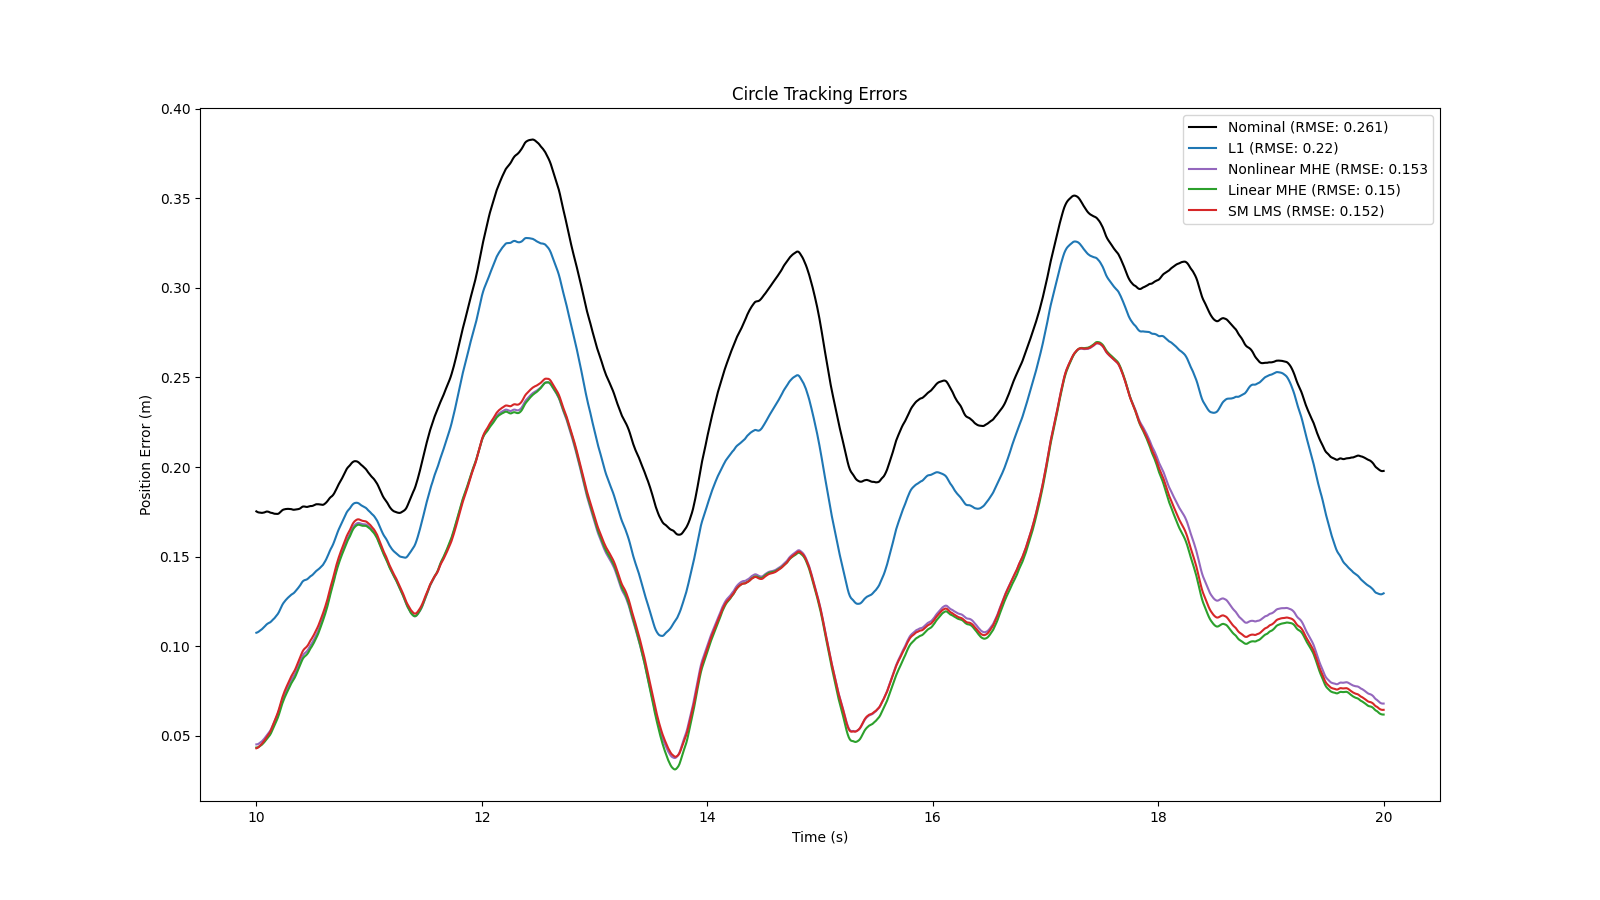 Circle Tracking Errors
Nominal (RMSE: 0.261)
L1 (RMSE: 0.22)
Nonlinear MHE (RMSE: 0.153
Linear MHE (RMSE: 0.15)
SM LMS (RMSE: 0.152)
Position Error (m)
0.40
0.35
0.30
0.25
0.20
0.15
0.10
0.05
10
12
14
16
18
20
Time (s)